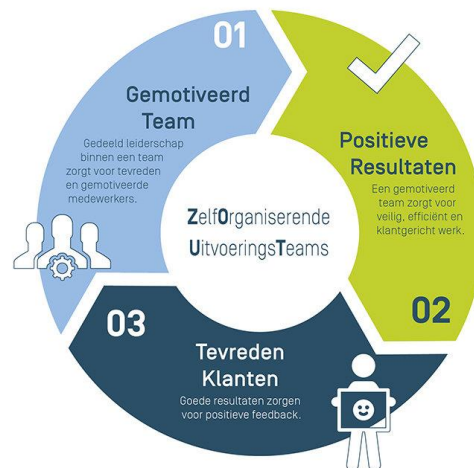 01
Gemotiveerd
Team
Gedeeld leiderschap
binnen een team
zorgt voor tevreden
en gemotiveerde
medewerkers.
Positieve
Resultaten
Een gemotiveerd
team zorgt voor
veilig, efficiënt en
klantgericht werk.
02
ZelfOrganiserende
UitvoeringsTeams
03
Tevreden
Klanten
Goede resultaten zorgen
voor positieve feedback.